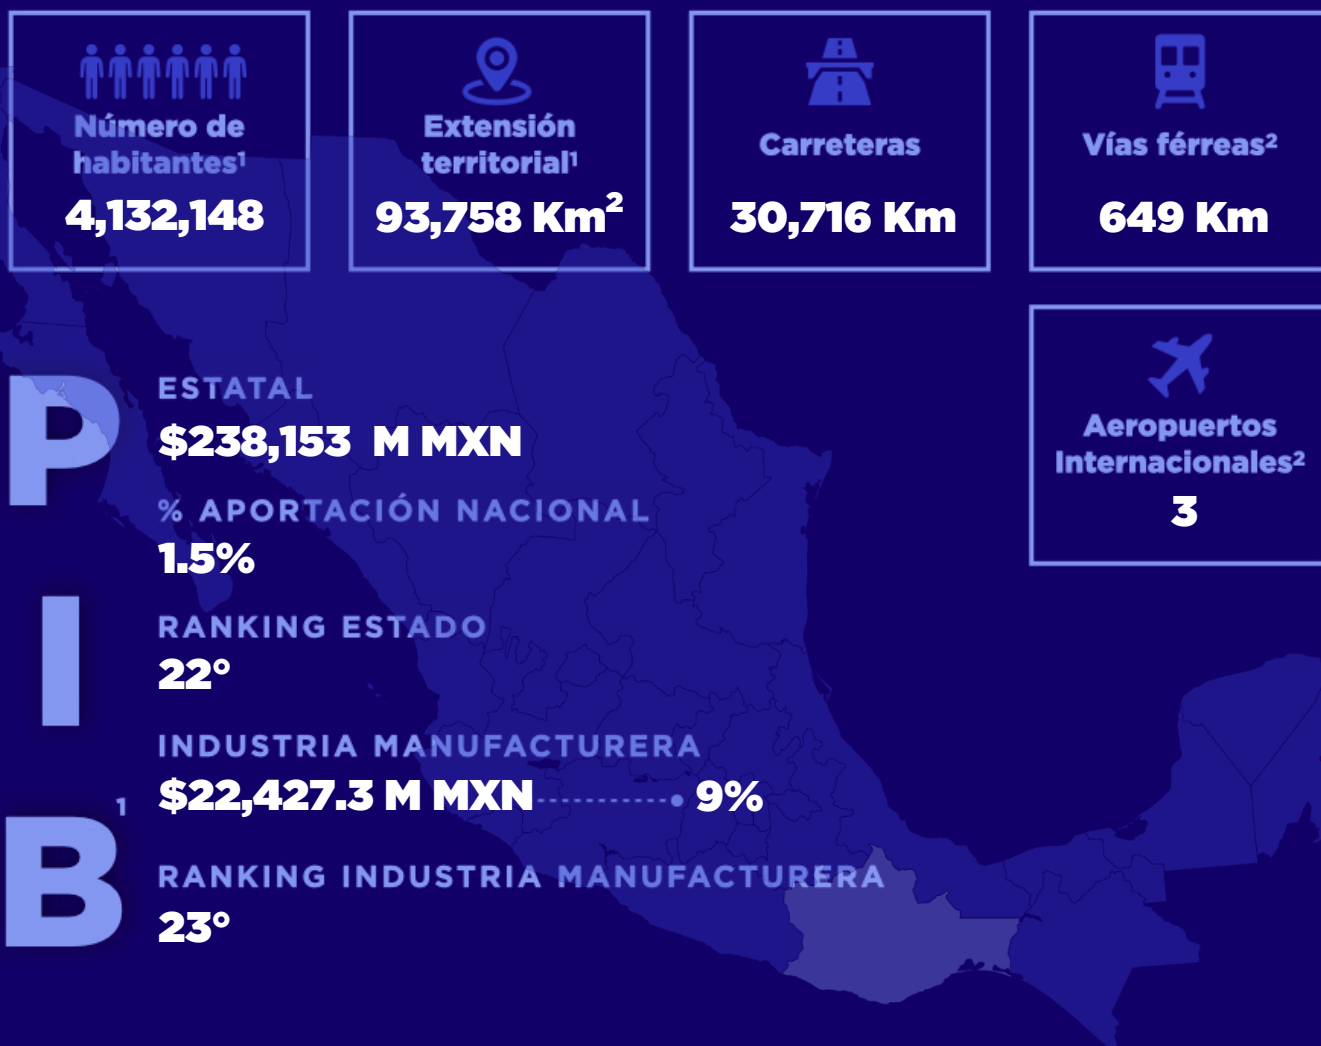 Número de
habitantes¹
4,132,148
Extensión
territorial¹
93,758 Km²
Carreteras
30,716 Km
Vías férreas²
649 Km
Aeropuertos
Internacionales²
3
PIB¹
ESTATAL
$238,153 M MXN
% APORTACIÓN NACIONAL
1.5%
RANKING ESTADO
22°
INDUSTRIA MANUFACTURERA
$22,427.3 M MXN 9%
RANKING INDUSTRIA MANUFACTURERA
23°